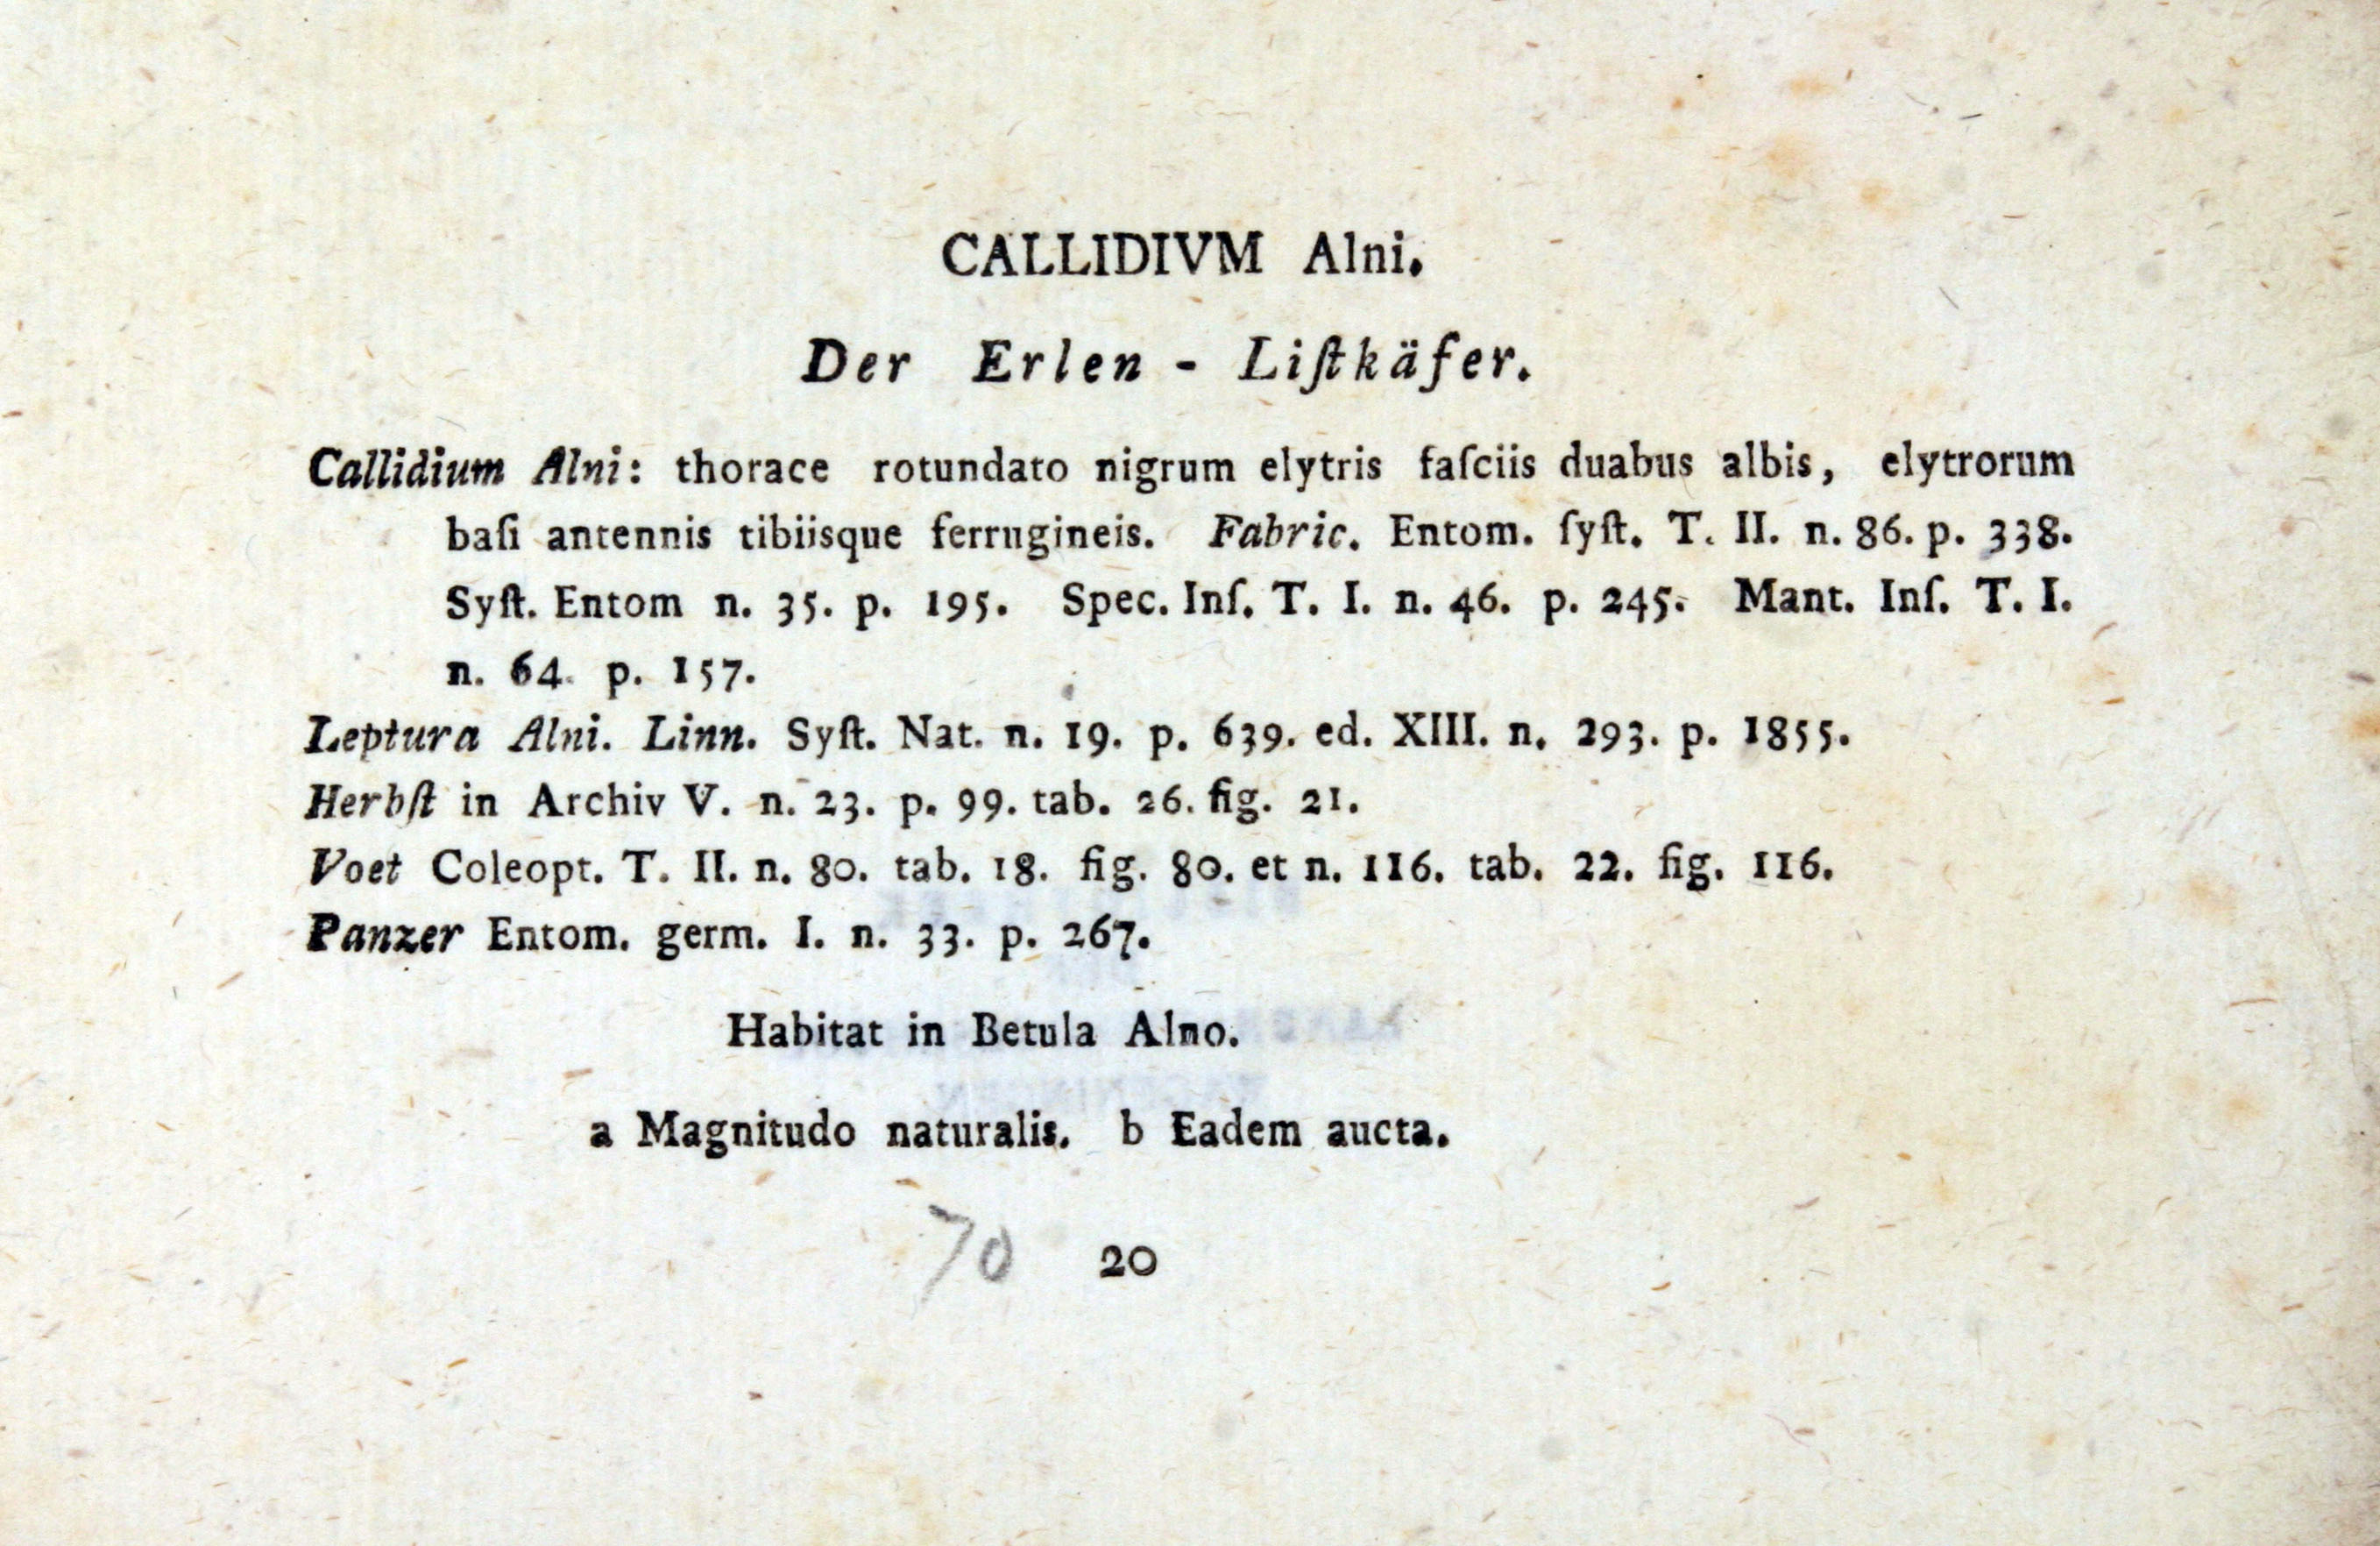 CALLIDIVM Alni.
Der Erlen - Liſtkäfer.
Callidium Alni: thorace rotundato nigrum elytris faſciis duabus albis, elytrorum
baſi antennis tibiisque ferrugineis. Fabric. Entom. ſyſt. T. II. n. 86. p. 338.
Syſt. Entom n. 35. p. 195. Spec. Inſ. T. I. n. 46. p. 245. Mant. Inſ. T. I.
n. 64. p. 157.
Leptura Alni. Linn. Syſt. Nat. n. 19. p. 639. ed. XIII. n. 293. p. 1855.
Herbſt in Archiv V. n. 23. p. 99. tab. 26. fig. 21.
Voet Coleopt. T. II. n. 80. tab. 18. fig. 80. et n. 116. tab. 22. fig. 116.
Panzer Entom. germ. I. n. 33. p. 267.
Habitat in Betula Alno.
a Magnitudo naturalis. b Eadem aucta.
70 20